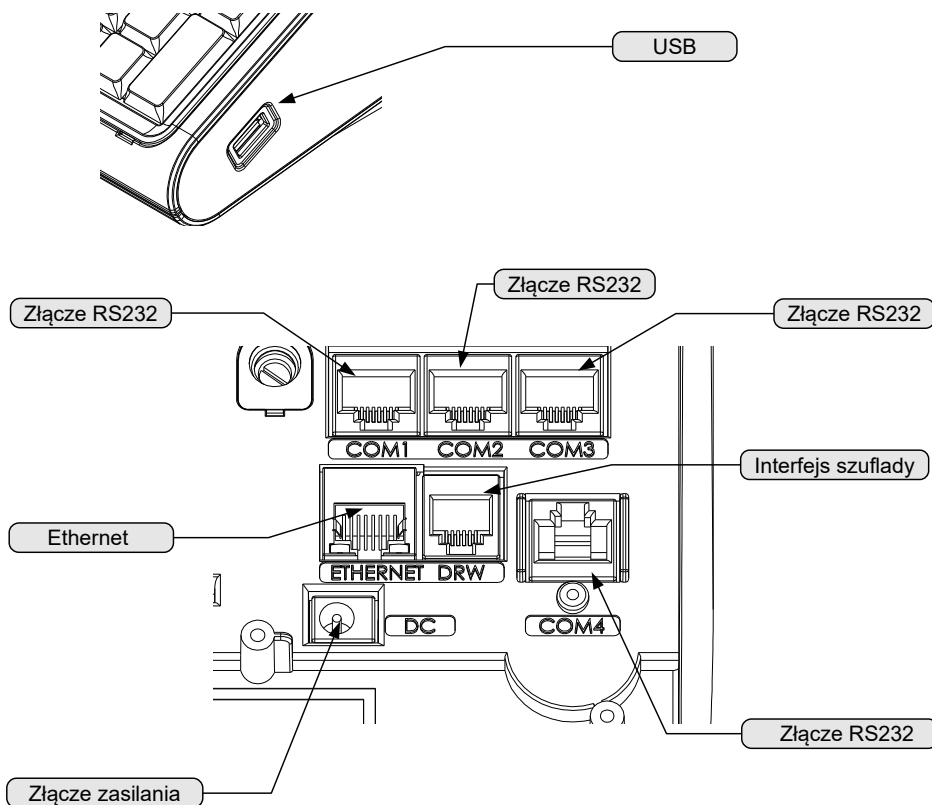 USB
Złącze RS232
Złącze RS232
Złącze RS232
COM1 COM2 COM3
Interfejs szuflady
Ethernet
ETHERNET DRW
DC
COM4
Złącze RS232
Złącze zasilania